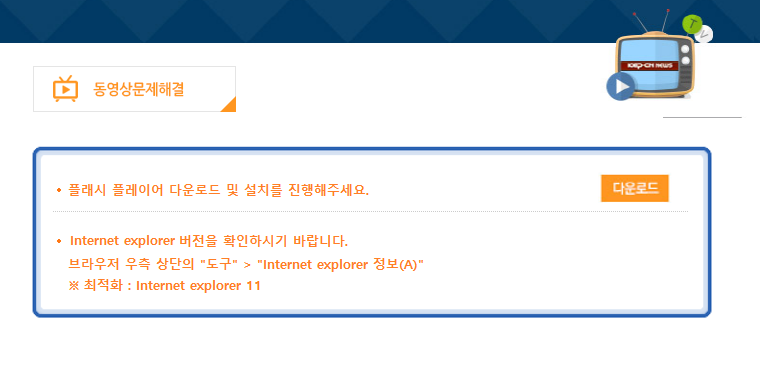 TV
KIEP-CN NEWS
동영상문제해결
• 플래시 플레이어 다운로드 및 설치를 진행해주세요.
다운로드
• Internet explorer 버전을 확인하시기 바랍니다.
브라우저 우측 상단의 "도구" > "Internet explorer 정보(A)"
※ 최적화 : Internet explorer 11